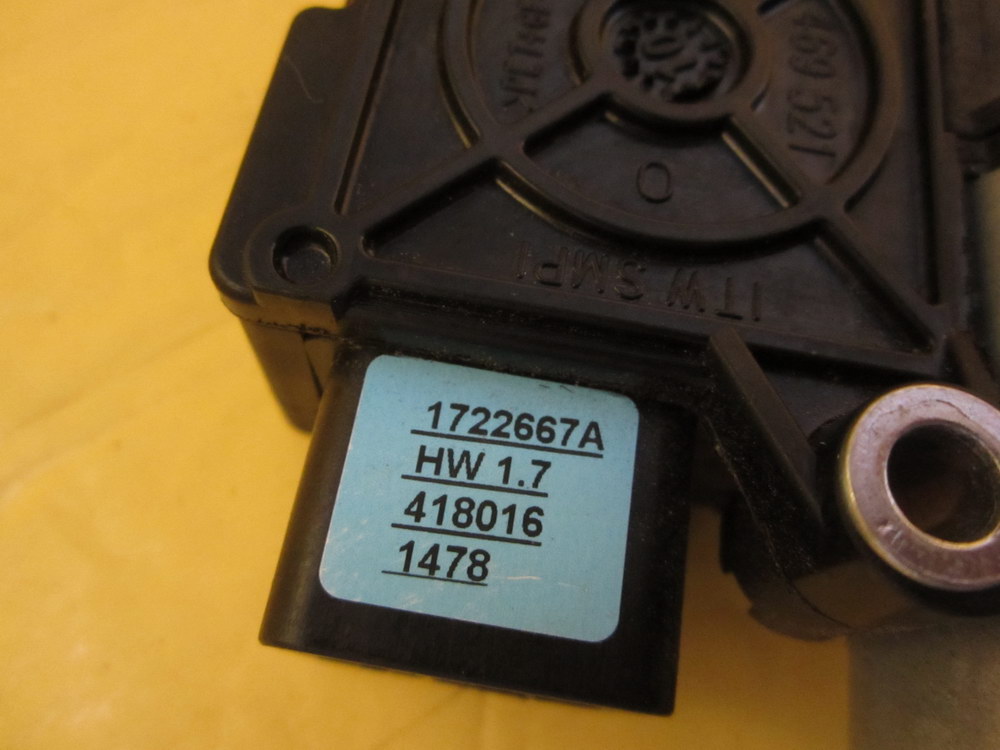 469 521
O
ITW SMPI
1722667A
HW 1.7
418016
1478